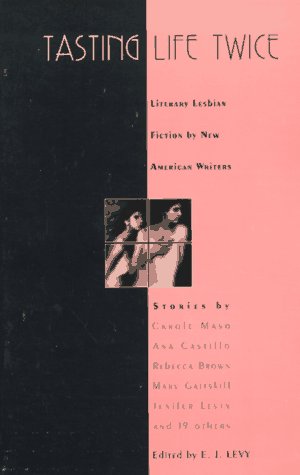 TASTING LIFE TWICE
LITERARY LESBIAN
FICTION BY NEW
AMERICAN WRITERS
STORIES BY
CAROLE MASO
ANA CASTILLO
REBECCA BROWN
MARY GAITSKILL
JENIFER LEVIN
AND 19 OTHERS
Edited by E. J. LEVY